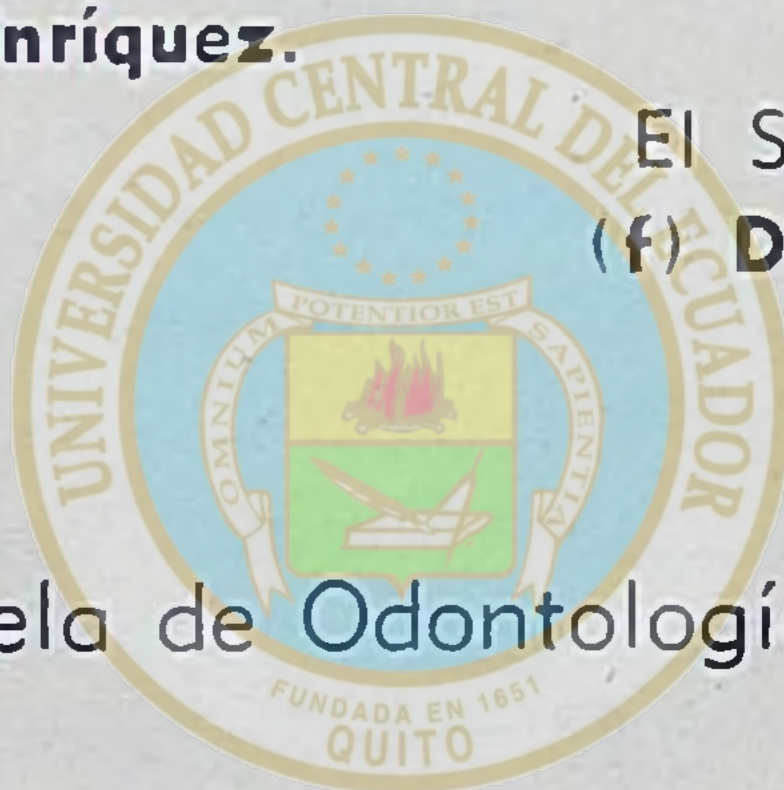 nríquez.
El S
(f) D
ela de Odontologí
UNIVERSIDAD CENTRAL DEL ECUADOR
OMNIUM POTENTIOR EST SAPIENTIA
FUNDADA EN 1651
QUITO